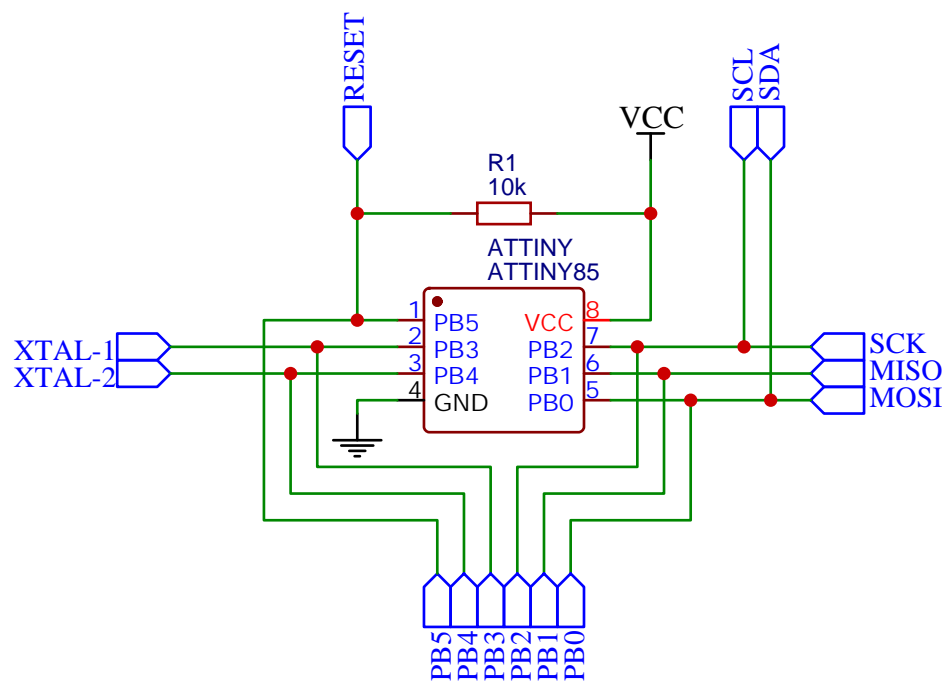 RESET
SCL
SDA
VCC
R1
10k
ATTINY
ATTINY85
1
PB5
VCC
8
XTAL-1
2
PB3
PB2
7
SCK
XTAL-2
3
PB4
PB1
6
MISO
4
GND
PB0
5
MOSI
PB5
PB4
PB3
PB2
PB1
PB0